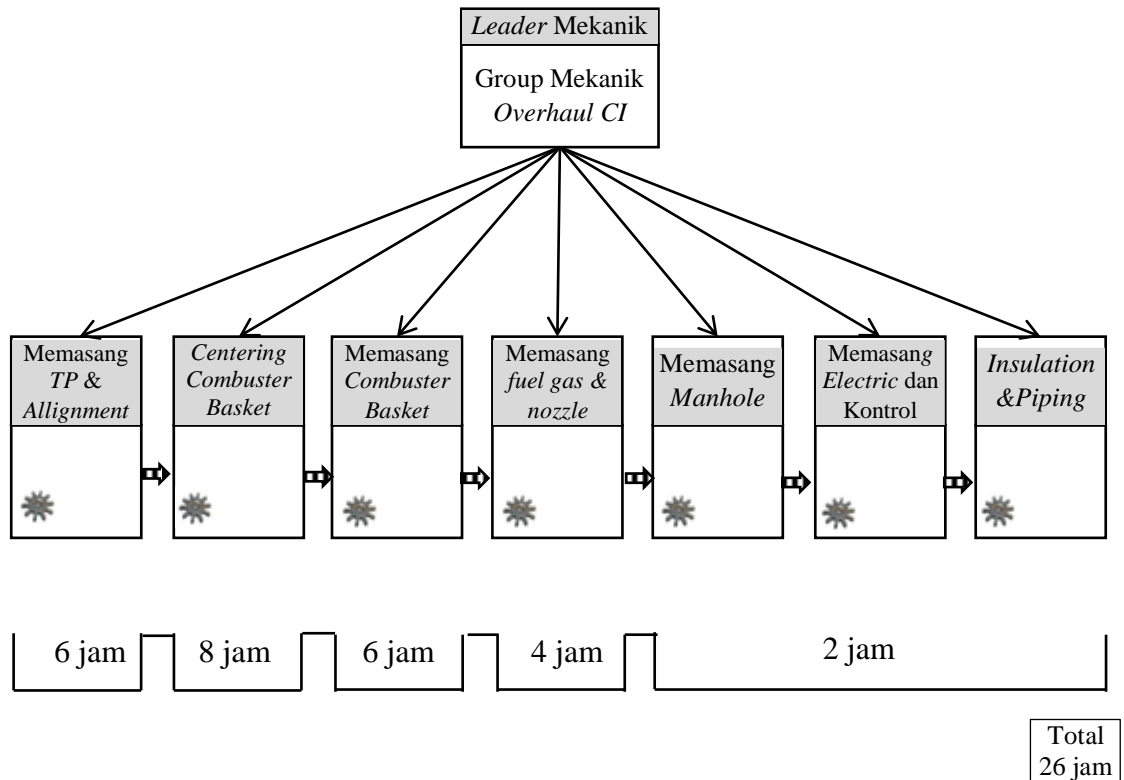 Leader Mekanik
Group Mekanik
Overhaul CI
Memasang
TP &
Allignment
Centering
Combuster
Basket
Memasang
Combuster
Basket
Memasang
fuel gas &
nozzle
Memasang
Manhole
Memasang
Electric dan
Kontrol
Insulation
&Piping
6 jam
8 jam
6 jam
4 jam
2 jam
Total
26 jam